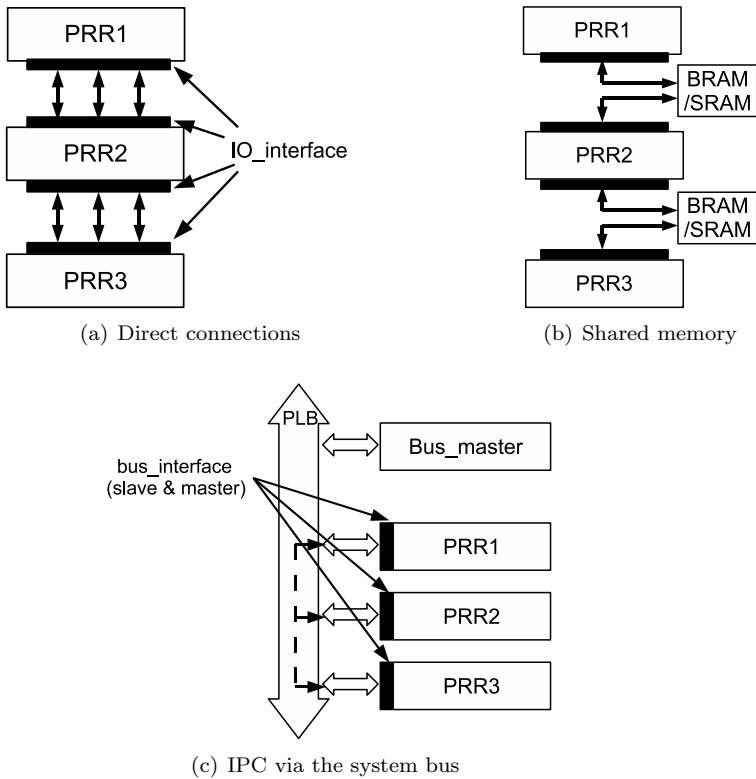 PRR1
PRR2
IO_interface
PRR3
(a) Direct connections
PRR1
BRAM
/SRAM
PRR2
BRAM
/SRAM
PRR3
(b) Shared memory
PLB
Bus_master
bus_interface
(slave & master)
PRR1
PRR2
PRR3
(c) IPC via the system bus